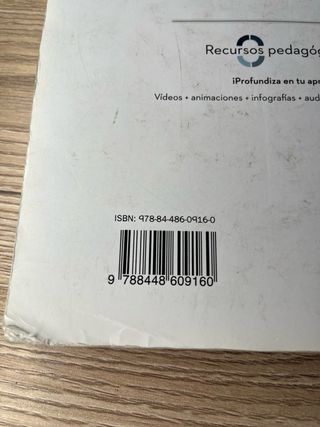 Recursos pedagóg
¡Profundiza en tu apr
Vídeos • animaciones • infografías • aud
ISBN: 978-84-486-0916-0
9 788448 609160